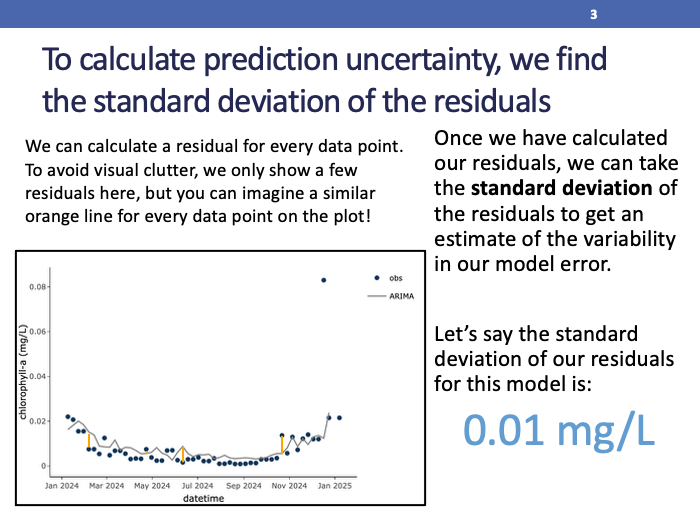 3
To calculate prediction uncertainty, we find
the standard deviation of the residuals
We can calculate a residual for every data point.
To avoid visual clutter, we only show a few
residuals here, but you can imagine a similar
orange line for every data point on the plot!
Once we have calculated
our residuals, we can take
the standard deviation of
the residuals to get an
estimate of the variability
in our model error.
Let's say the standard
deviation of our residuals
for this model is:
0.01 mg/L
obs
ARIMA
chlorophyll-a (mg/L)
0.08
0.06
0.04
0.02
0
Jan 2024 Mar 2024 May 2024 Jul 2024 Sep 2024 Nov 2024 Jan 2025
datetime